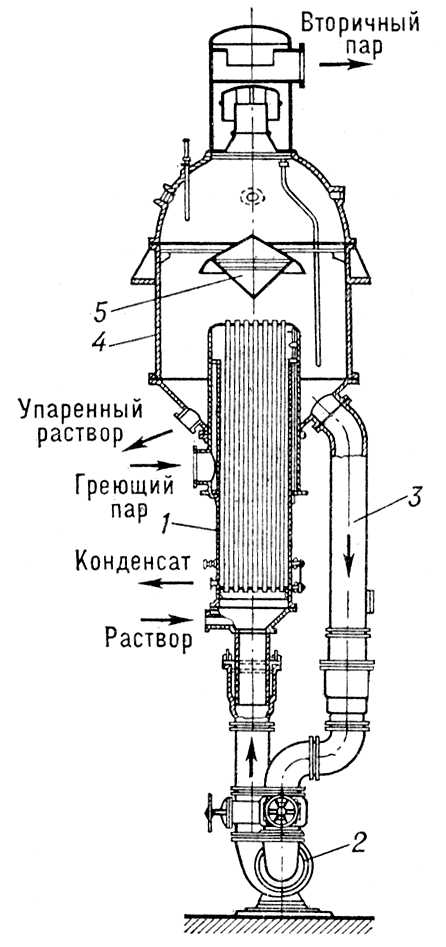 Вторичный
пар
5
4
Упаренный
раствор
Греющий
пар
3
1
Конденсат
Раствор
2